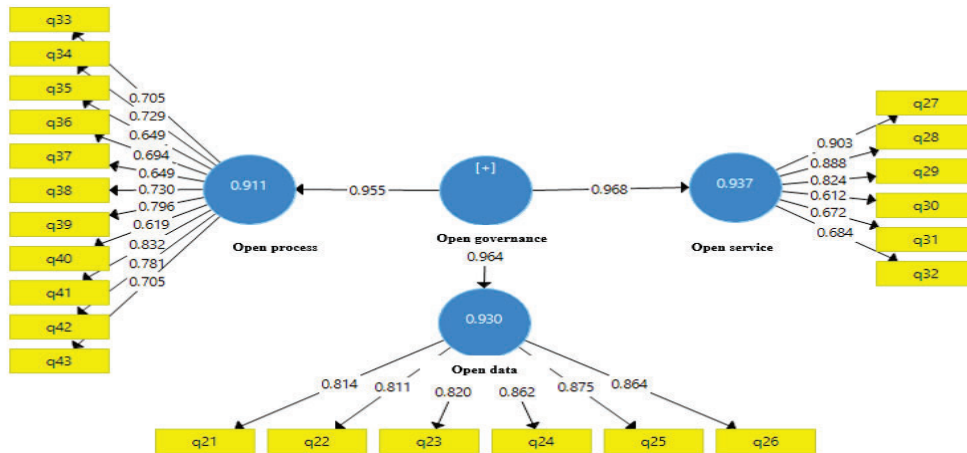 q33
q34
q35
q36
q37
q38
q39
q40
q41
q42
q43
0.705
0.729
0.649
0.694
0.649
0.730
0.796
0.619
0.832
0.781
0.705
0.911
Open process
0.955
[+]
Open governance
0.968
0.937
Open service
0.903
0.888
0.824
0.612
0.672
0.684
q27
q28
q29
q30
q31
q32
0.964
0.930
Open data
0.814
0.811
0.820
0.862
0.875
0.864
q21
q22
q23
q24
q25
q26